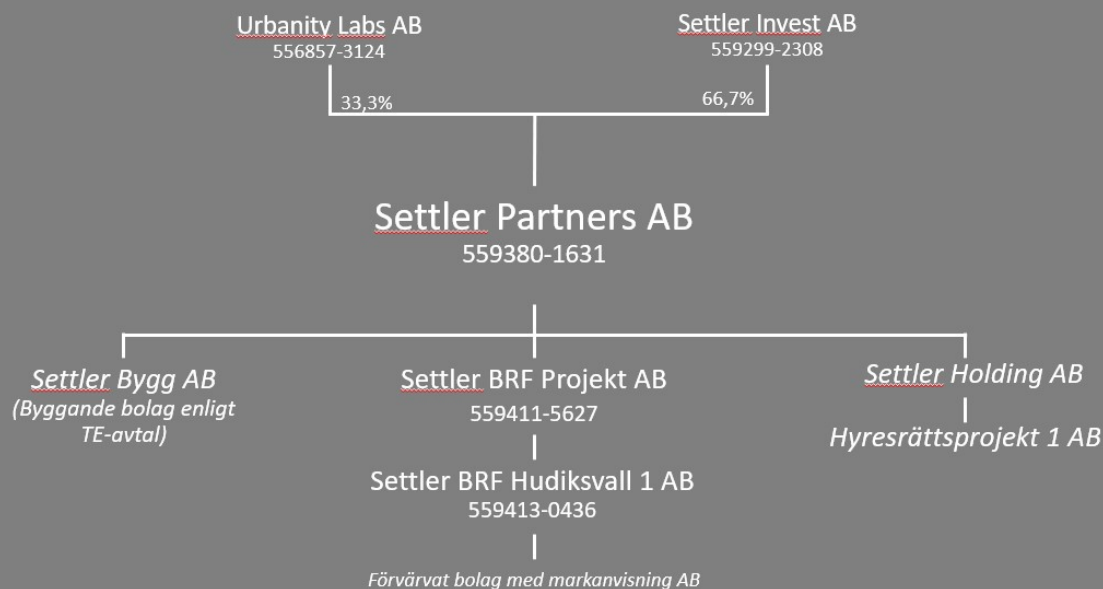 Urbanity Labs AB
556857-3124
Settler Invest AB
559299-2308
33,3%
66,7%
Settler Partners AB
559380-1631
Settler Bygg AB
(Byggande bolag enligt
TE-avtal)
Settler BRF Projekt AB
559411-5627
Settler BRF Hudiksvall 1 AB
559413-0436
Förvärvat bolag med markanvisning AB
Settler Holding AB
Hyresrättsprojekt 1 AB